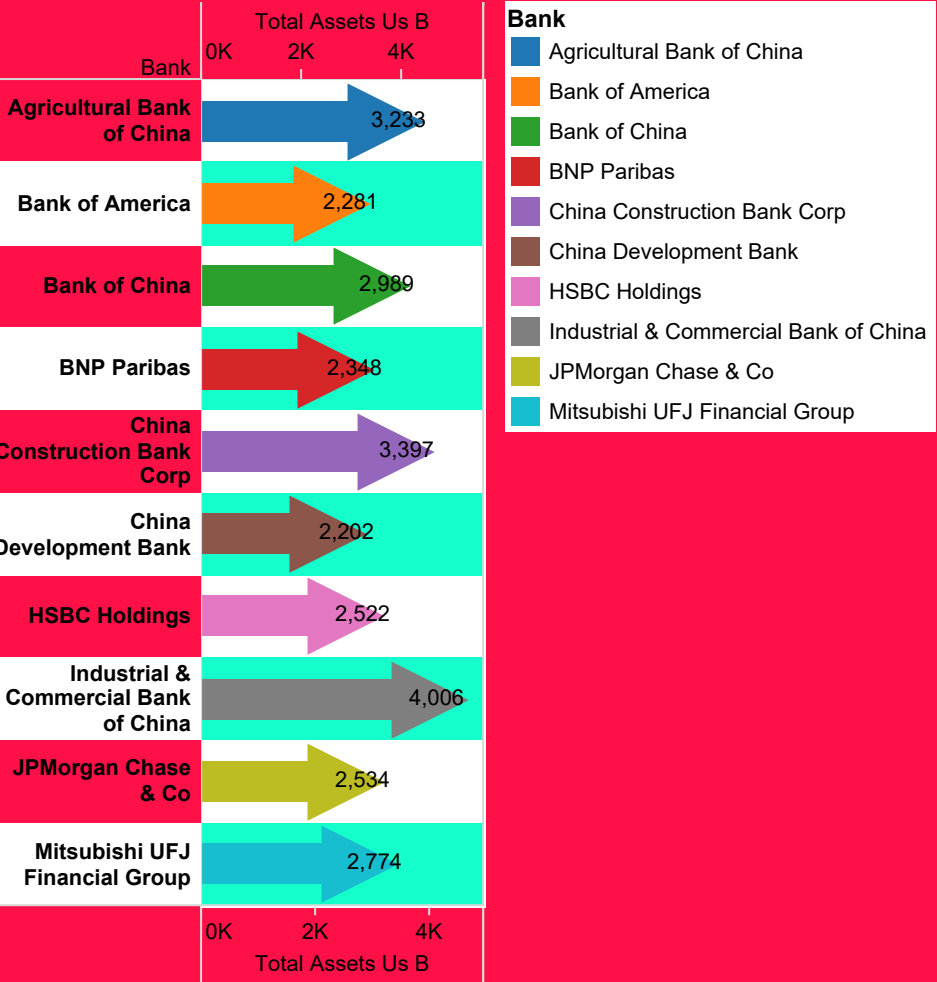 Total Assets Us B
0K 2K 4K
Bank
Agricultural Bank
of China
3,233
Bank of America
2,281
Bank of China
2,989
BNP Paribas
2,348
China
Construction Bank
Corp
3,397
China
Development Bank
2,202
HSBC Holdings
2,522
Industrial &
Commercial Bank
of China
4,006
JPMorgan Chase
& Co
2,534
Mitsubishi UFJ
Financial Group
2,774
0K 2K 4K
Total Assets Us B
Bank
Agricultural Bank of China
Bank of America
Bank of China
BNP Paribas
China Construction Bank Corp
China Development Bank
HSBC Holdings
Industrial & Commercial Bank of China
JPMorgan Chase & Co
Mitsubishi UFJ Financial Group